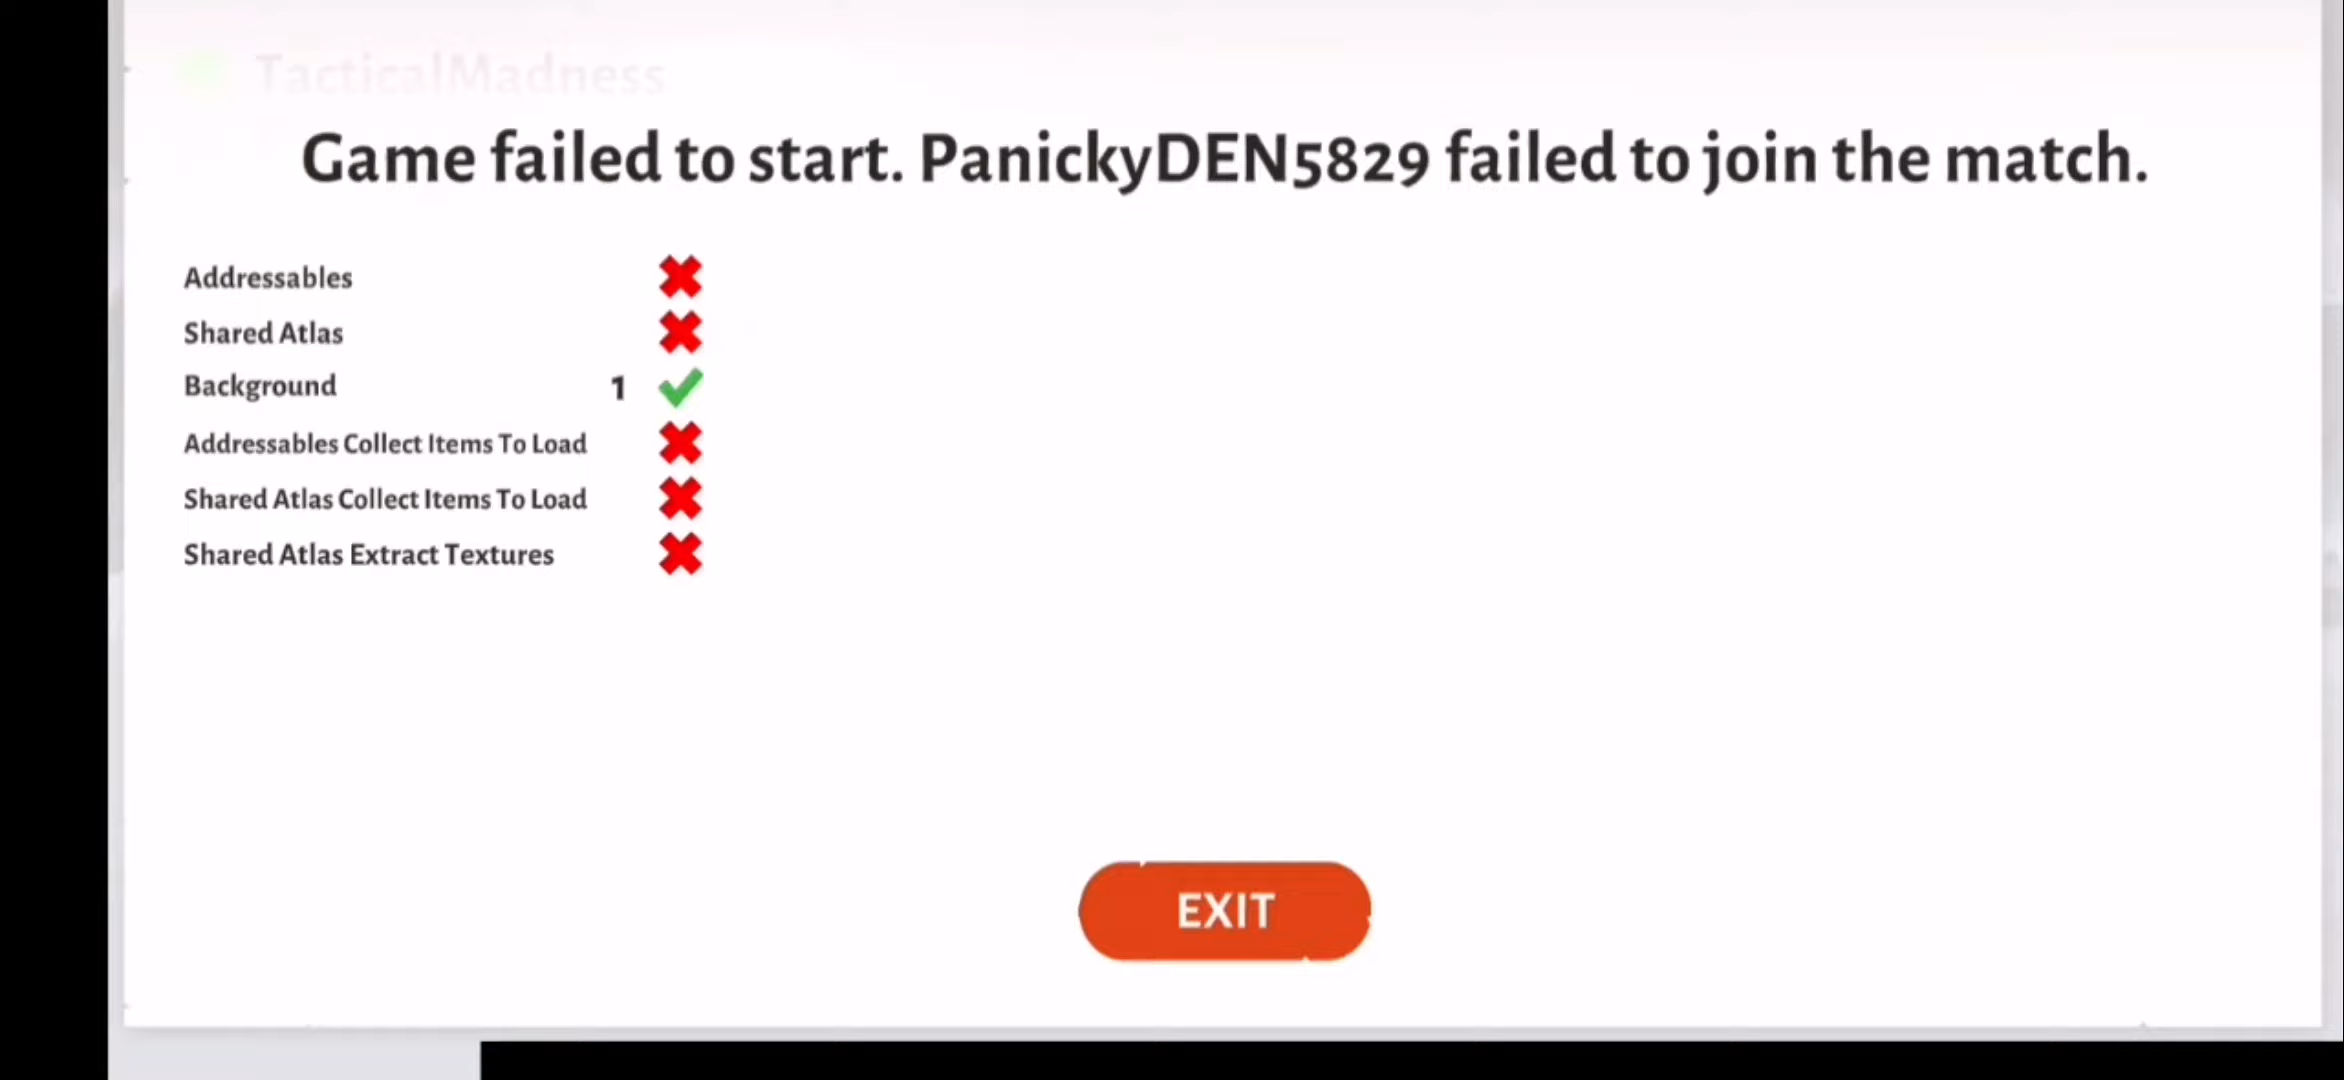 TacticalMadness
Game failed to start. PanickyDEN5829 failed to join the match.
Addressables
Shared Atlas
Background 1
Addressables Collect Items To Load
Shared Atlas Collect Items To Load
Shared Atlas Extract Textures
EXIT